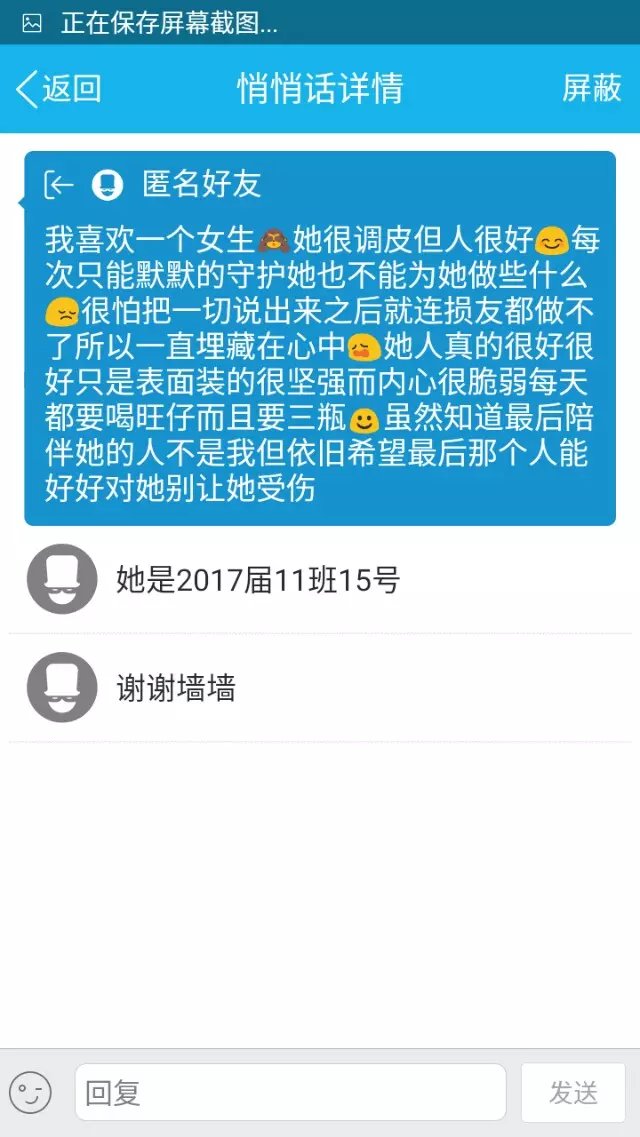 正在保存屏幕截图...
返回
悄悄话详情
屏蔽
匿名好友
我喜欢一个女生🙈她很调皮但人很好😊每
次只能默默的守护她也不能为她做些什么
😔很怕把一切说出来之后就连损友都做不
了所以一直埋藏在心中😩她人真的很好很
好只是表面装的很坚强而内心很脆弱每天
都要喝旺仔而且要三瓶🙂虽然知道最后陪
伴她的人不是我但依旧希望最后那个人能
好好对她别让她受伤
她是2017届11班15号
谢谢墙墙
回复
发送